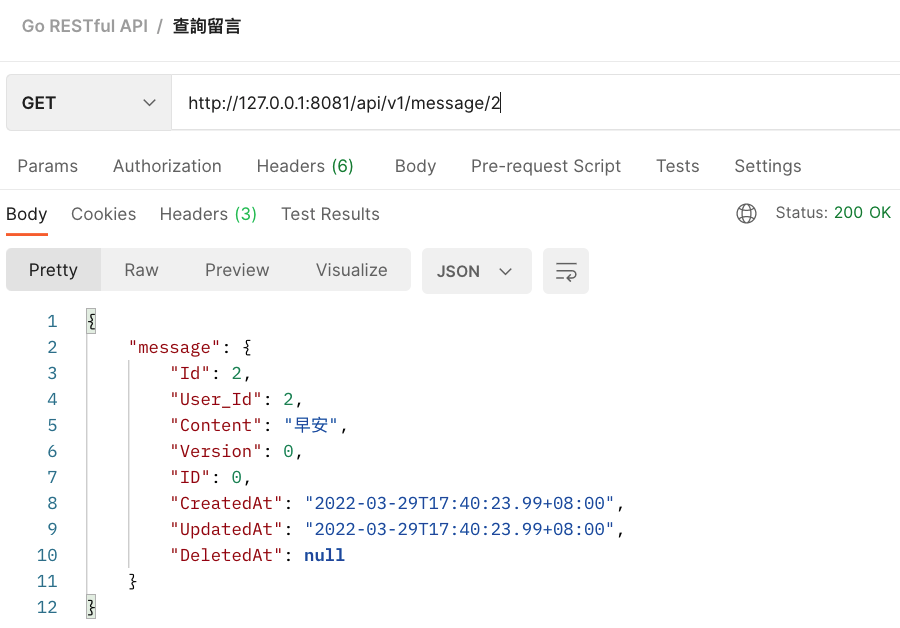 Go RESTful API / 查詢留言
GET http://127.0.0.1:8081/api/v1/message/2
Params Authorization Headers (6) Body Pre-request Script Tests Settings
Body Cookies Headers (3) Test Results Status: 200 OK
Pretty Raw Preview Visualize JSON
1 {
2 "message": {
3 "Id": 2,
4 "User_Id": 2,
5 "Content": "早安",
6 "Version": 0,
7 "ID": 0,
8 "CreatedAt": "2022-03-29T17:40:23.99+08:00",
9 "UpdatedAt": "2022-03-29T17:40:23.99+08:00",
10 "DeletedAt": null
11 }
12 }